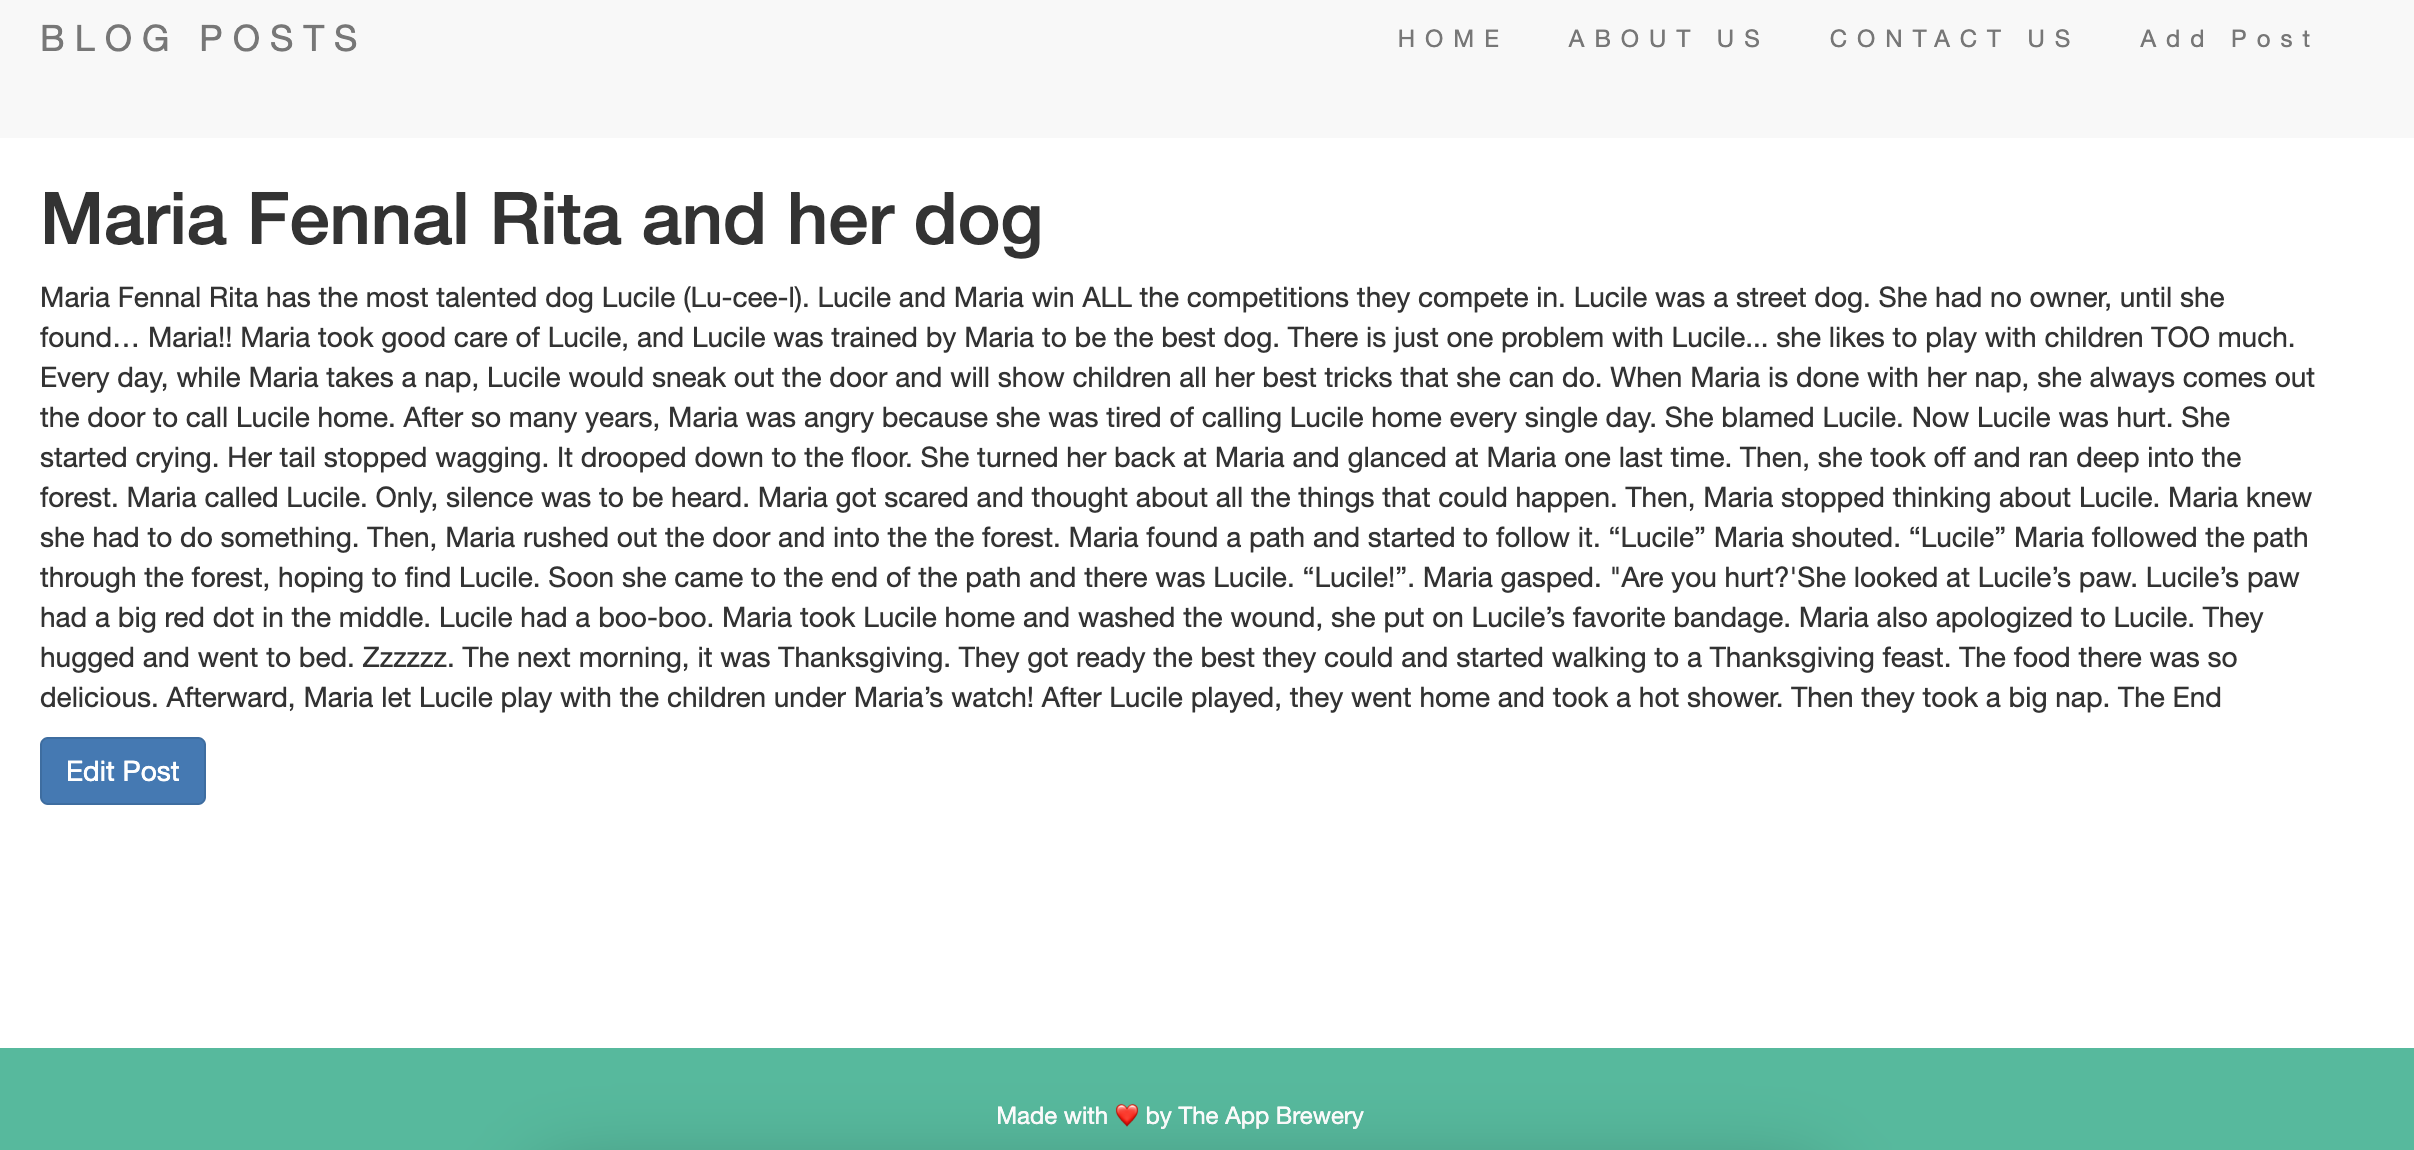 BLOG POSTS
HOME ABOUT US CONTACT US Add Post
Maria Fennal Rita and her dog
Maria Fennal Rita has the most talented dog Lucile (Lu-cee-l). Lucile and Maria win ALL the competitions they compete in. Lucile was a street dog. She had no owner, until she
found… Maria!! Maria took good care of Lucile, and Lucile was trained by Maria to be the best dog. There is just one problem with Lucile... she likes to play with children TOO much.
Every day, while Maria takes a nap, Lucile would sneak out the door and will show children all her best tricks that she can do. When Maria is done with her nap, she always comes out
the door to call Lucile home. After so many years, Maria was angry because she was tired of calling Lucile home every single day. She blamed Lucile. Now Lucile was hurt. She
started crying. Her tail stopped wagging. It drooped down to the floor. She turned her back at Maria and glanced at Maria one last time. Then, she took off and ran deep into the
forest. Maria called Lucile. Only, silence was to be heard. Maria got scared and thought about all the things that could happen. Then, Maria stopped thinking about Lucile. Maria knew
she had to do something. Then, Maria rushed out the door and into the the forest. Maria found a path and started to follow it. “Lucile” Maria shouted. “Lucile” Maria followed the path
through the forest, hoping to find Lucile. Soon she came to the end of the path and there was Lucile. “Lucile!”. Maria gasped. "Are you hurt?'She looked at Lucile’s paw. Lucile’s paw
had a big red dot in the middle. Lucile had a boo-boo. Maria took Lucile home and washed the wound, she put on Lucile’s favorite bandage. Maria also apologized to Lucile. They
hugged and went to bed. Zzzzzz. The next morning, it was Thanksgiving. They got ready the best they could and started walking to a Thanksgiving feast. The food there was so
delicious. Afterward, Maria let Lucile play with the children under Maria’s watch! After Lucile played, they went home and took a hot shower. Then they took a big nap. The End
Edit Post
Made with ❤️ by The App Brewery